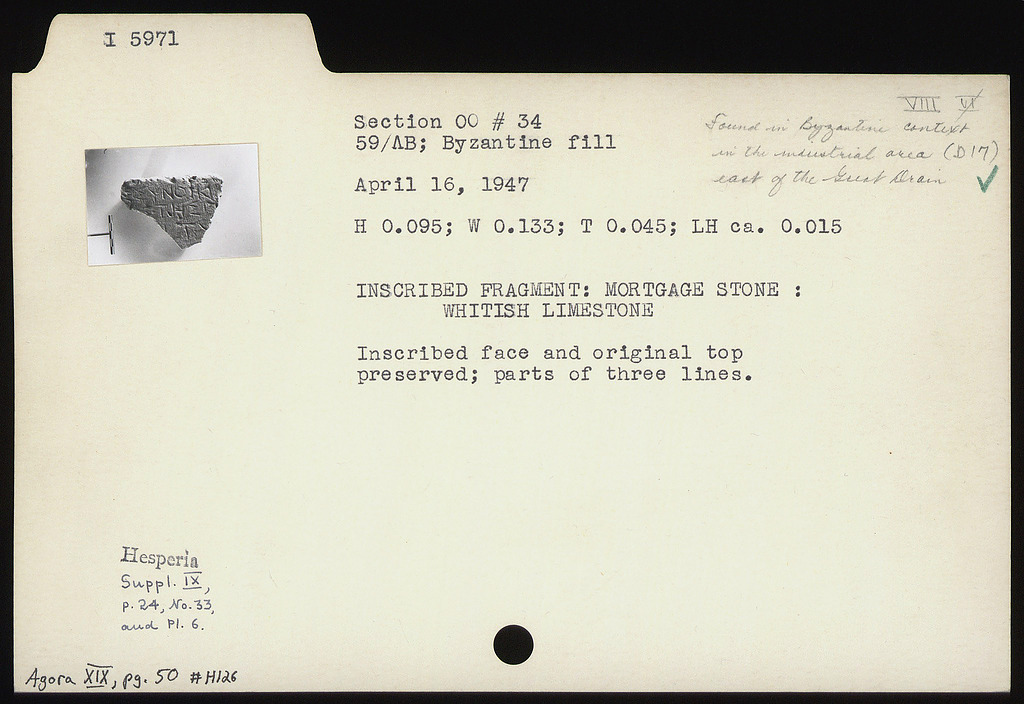 I 5971
VIII VI
Section OO # 34
59/ΛB; Byzantine fill
Found in Byzantine context
in the industrial area (D 17)
east of the Great Drain
April 16, 1947
H 0.095; W 0.133; T 0.045; LH ca. 0.015
INSCRIBED FRAGMENT: MORTGAGE STONE :
WHITISH LIMESTONE
Inscribed face and original top
preserved; parts of three lines.
Hesperia
Suppl. IX,
p. 24, No. 33,
and Pl. 6.
Agora XIX, pg. 50 #H126